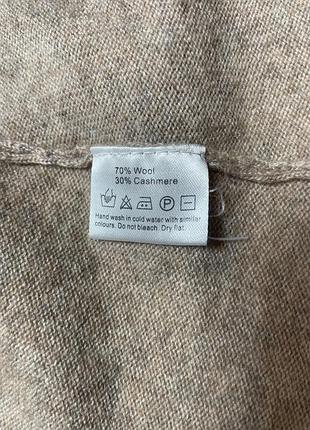 70% Wool
30% Cashmere
P
Hand wash in cold water with similar
colours. Do not bleach. Dry flat.